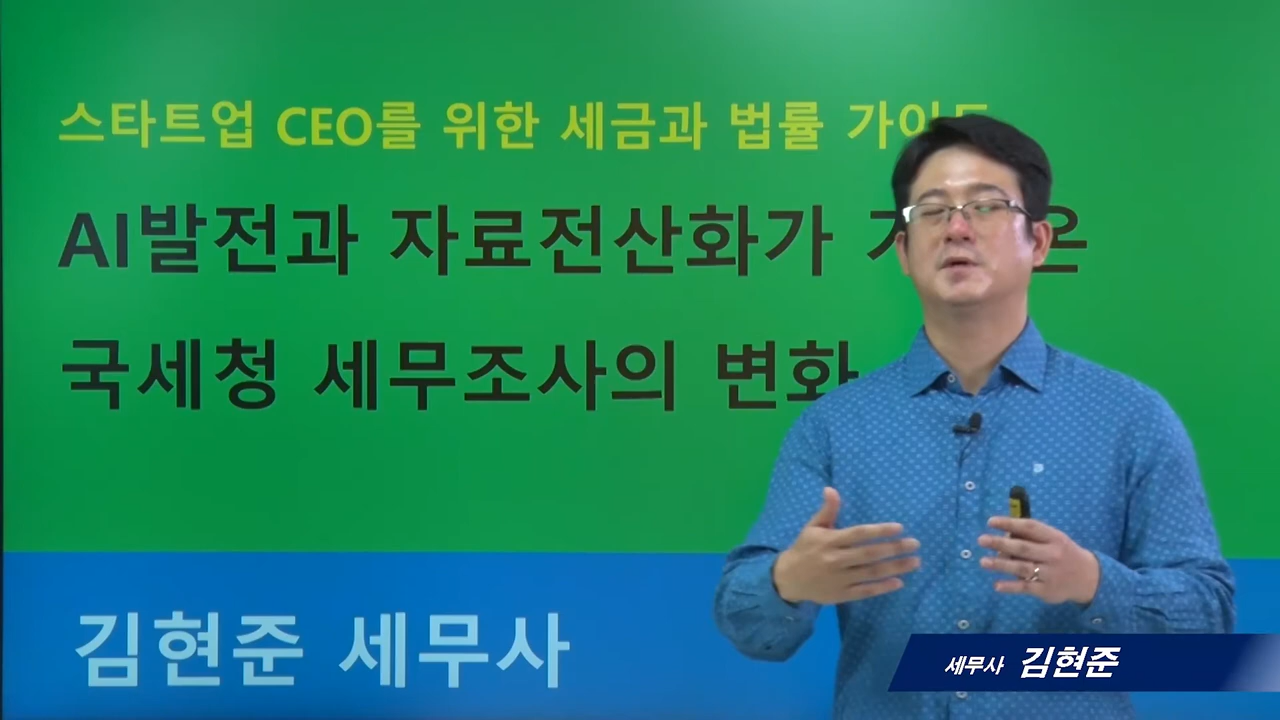 스타트업 CEO를 위한 세금과 법률
AI발전과 자료전산화가
국세청 세무조사의 변화
김현준 세무사
세무사 김현준